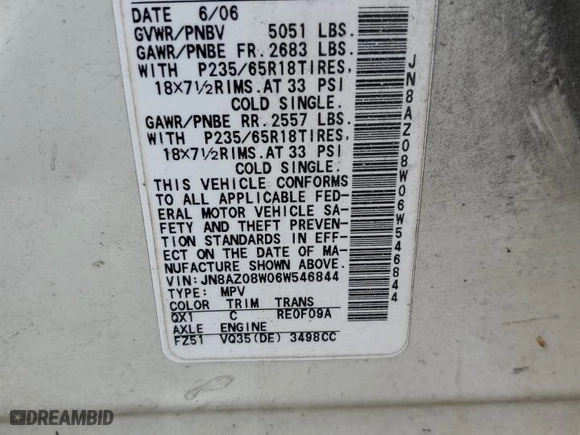 DATE 6/06
GVWR/PNBV 5051 LBS.
GAWR/PNBE FR. 2683 LBS.
WITH P235/65R18TIRES,
18X7½RIMS. AT 33 PSI
COLD SINGLE.
GAWR/PNBE RR. 2557 LBS.
WITH P235/65R18TIRES,
18X7½RIMS. AT 33 PSI
COLD SINGLE.
THIS VEHICLE CONFORMS
TO ALL APPLICABLE FED-
ERAL MOTOR VEHICLE SA-
FETY AND THEFT PREVEN-
TION STANDARDS IN EFF-
ECT ON THE DATE OF MA-
NUFACTURE SHOWN ABOVE.
VIN: JN8AZ08W06W546844
TYPE: MPV
COLOR TRIM TRANS
QX1 C RE0F09A
AXLE ENGINE
FZ51 VQ35(DE) 3498CC
JN8AZ08W06W546844
DREAMBID